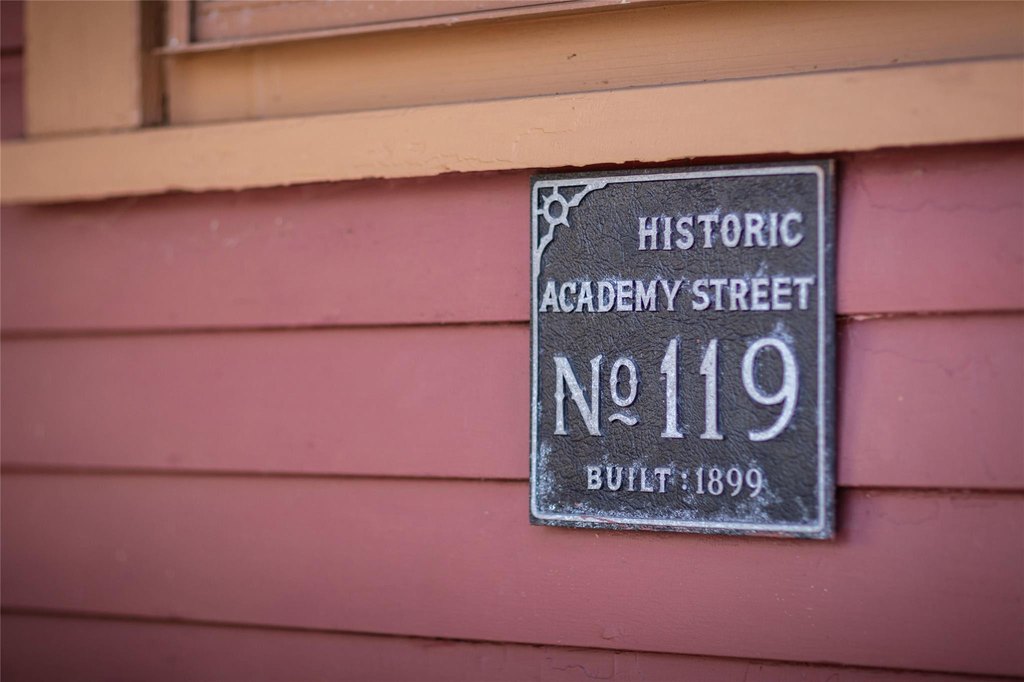 HISTORIC
ACADEMY STREET
No 119
BUILT : 1899